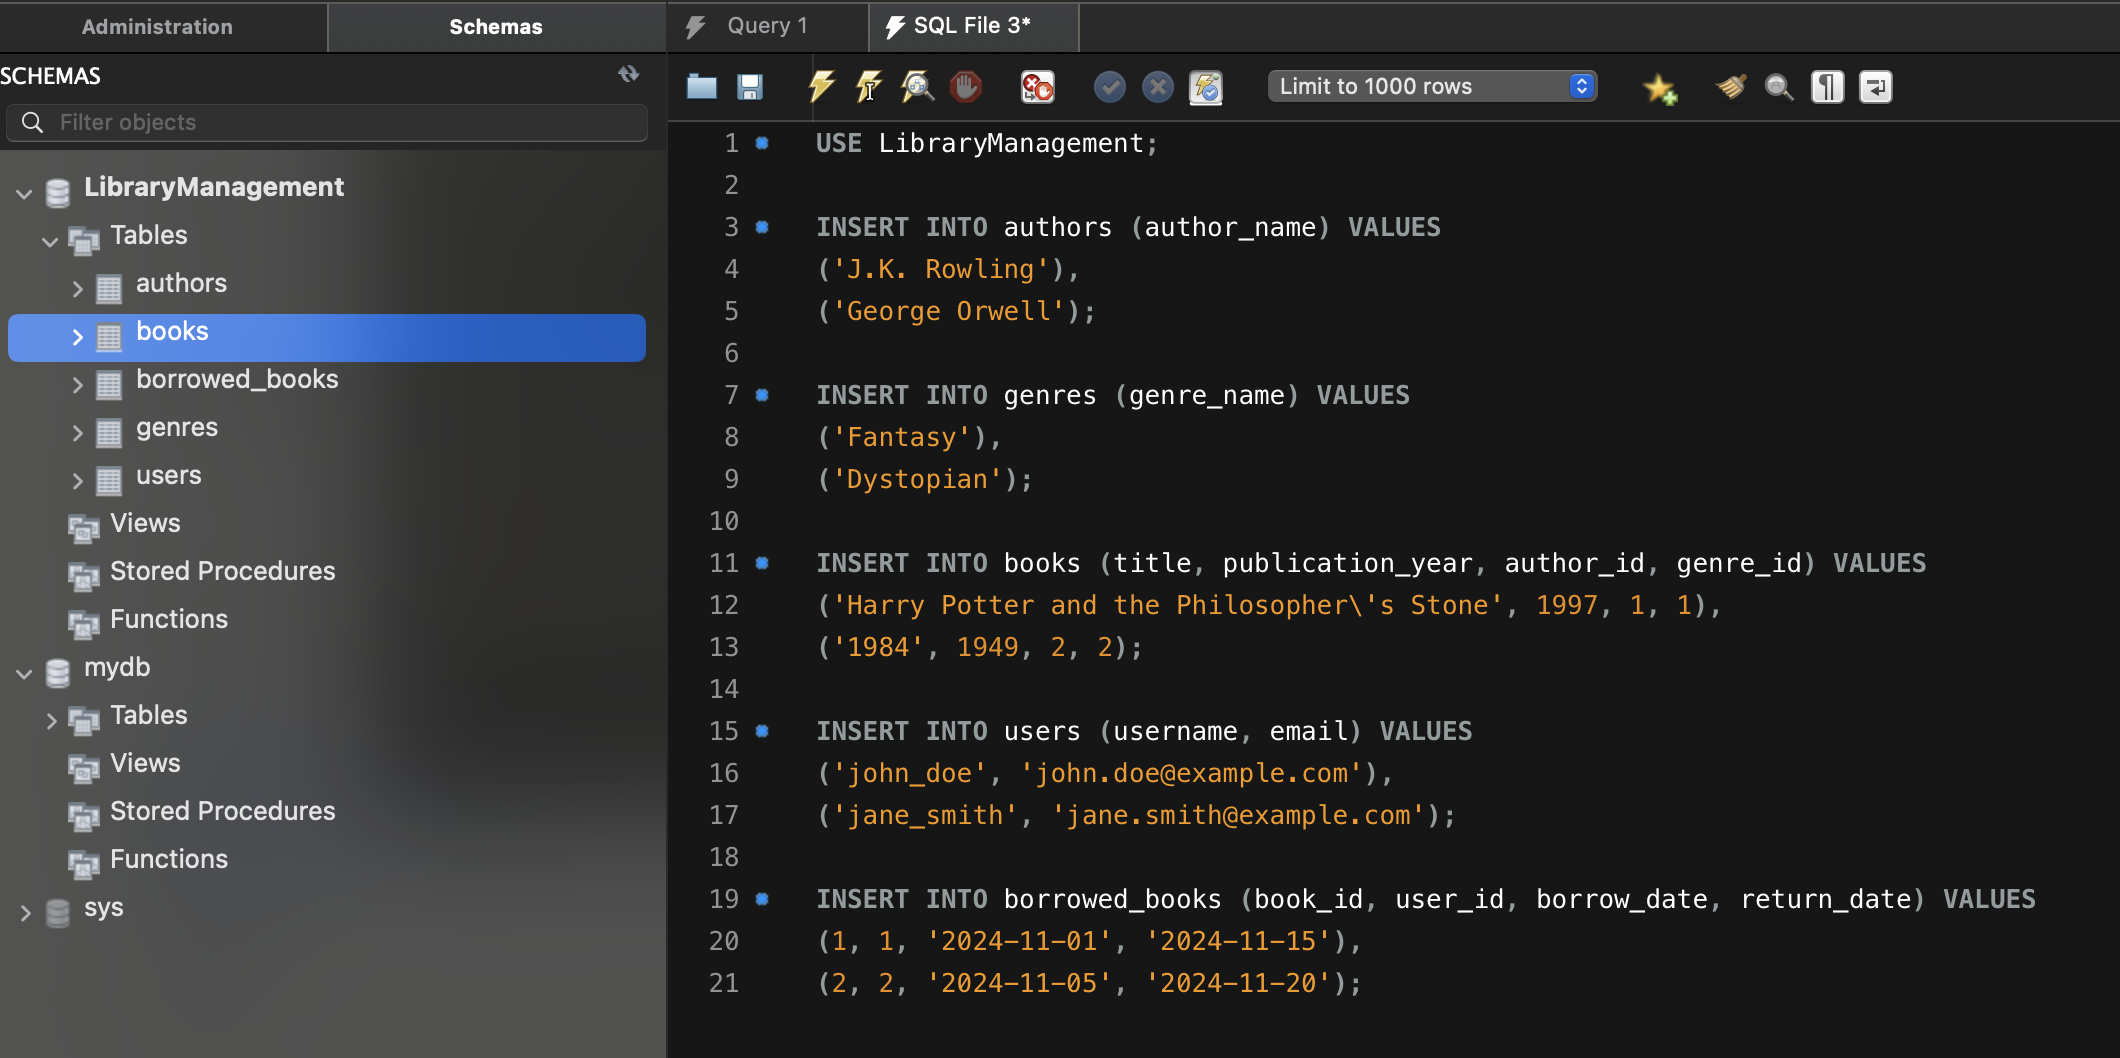 Administration
Schemas
SCHEMAS
Filter objects
LibraryManagement
Tables
authors
books
borrowed_books
genres
users
Views
Stored Procedures
Functions
mydb
Tables
Views
Stored Procedures
Functions
sys
Query 1
SQL File 3*
Limit to 1000 rows
1 USE LibraryManagement;
2
3 INSERT INTO authors (author_name) VALUES
4 ('J.K. Rowling'),
5 ('George Orwell');
6
7 INSERT INTO genres (genre_name) VALUES
8 ('Fantasy'),
9 ('Dystopian');
10
11 INSERT INTO books (title, publication_year, author_id, genre_id) VALUES
12 ('Harry Potter and the Philosopher\'s Stone', 1997, 1, 1),
13 ('1984', 1949, 2, 2);
14
15 INSERT INTO users (username, email) VALUES
16 ('john_doe', 'john.doe@example.com'),
17 ('jane_smith', 'jane.smith@example.com');
18
19 INSERT INTO borrowed_books (book_id, user_id, borrow_date, return_date) VALUES
20 (1, 1, '2024-11-01', '2024-11-15'),
21 (2, 2, '2024-11-05', '2024-11-20');